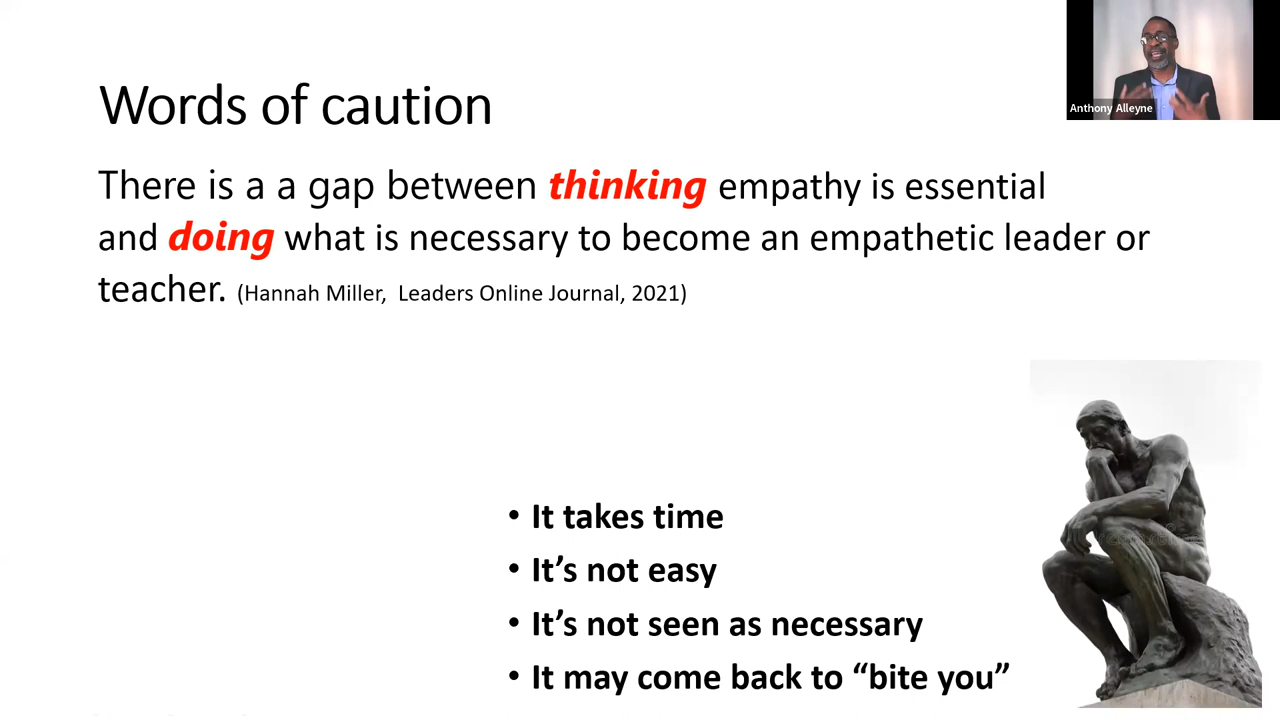 Anthony Alleyne
Words of caution
There is a a gap between thinking empathy is essential
and doing what is necessary to become an empathetic leader or
teacher. (Hannah Miller,  Leaders Online Journal, 2021)
• It takes time
• It’s not easy
• It’s not seen as necessary
• It may come back to “bite you”